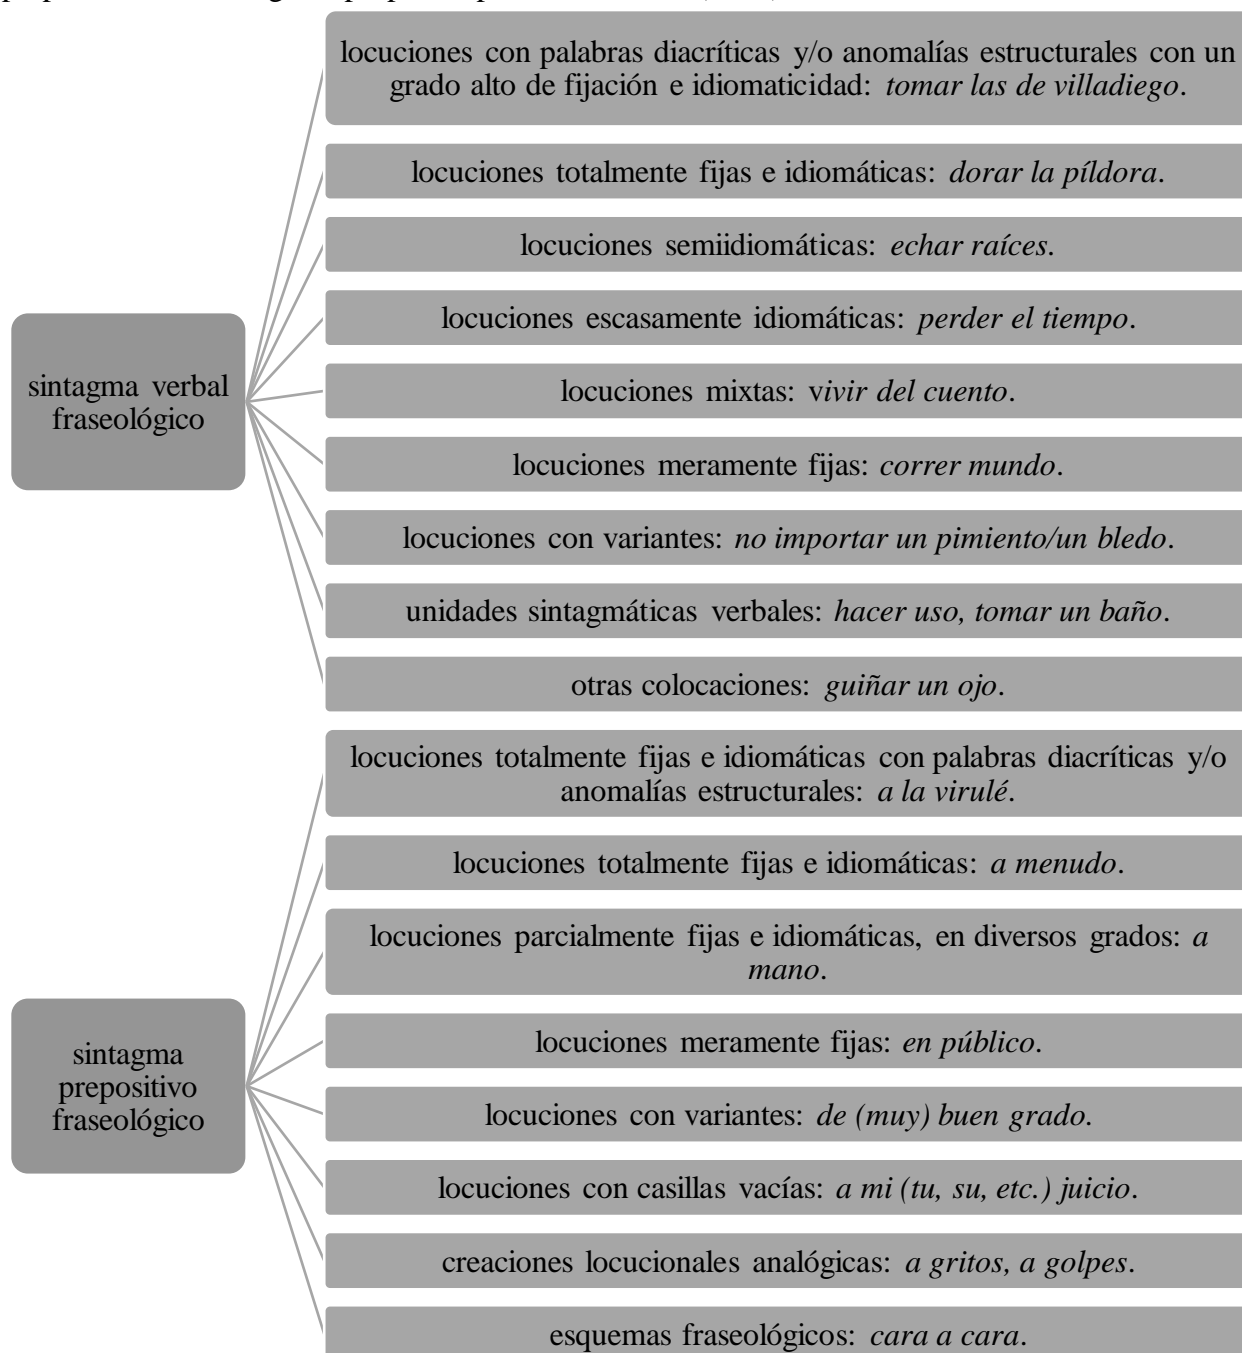 locuciones con palabras diacríticas y/o anomalías estructurales con un
grado alto de fijación e idiomaticidad: tomar las de villadiego.
locuciones totalmente fijas e idiomáticas: dorar la píldora.
locuciones semiidiomáticas: echar raíces.
locuciones escasamente idiomáticas: perder el tiempo.
sintagma verbal
fraseológico
locuciones mixtas: vivir del cuento.
locuciones meramente fijas: correr mundo.
locuciones con variantes: no importar un pimiento/un bledo.
unidades sintagmáticas verbales: hacer uso, tomar un baño.
otras colocaciones: guiñar un ojo.
locuciones totalmente fijas e idiomáticas con palabras diacríticas y/o
anomalías estructurales: a la virulé.
locuciones totalmente fijas e idiomáticas: a menudo.
locuciones parcialmente fijas e idiomáticas, en diversos grados: a
mano.
sintagma
prepositivo
fraseológico
locuciones meramente fijas: en público.
locuciones con variantes: de (muy) buen grado.
locuciones con casillas vacías: a mi (tu, su, etc.) juicio.
creaciones locucionales analógicas: a gritos, a golpes.
esquemas fraseológicos: cara a cara.